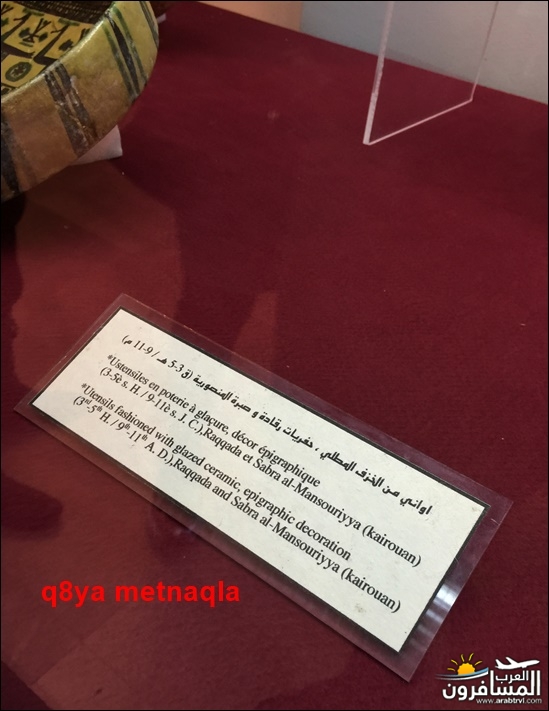 اواني من الخزف المطلي ، حفريات رقادة و صبرة المنصورية (ق 3-5 هـ / 9-11 م)
*Ustensiles en poterie à glaçure, décor épigraphique
(3-5è s. H. / 9-11è s. J. C.),Raqqada et Sabra al-Mansouriyya (kairouan)
*Utensils fashioned with glazed ceramic, epigraphic decoration
(3rd-5th H. / 9th-11th A. D.),Raqqada and Sabra al-Mansouriyya (kairouan)
q8ya metnaqla
العرب
المسافرون
www.arabtrvl.com